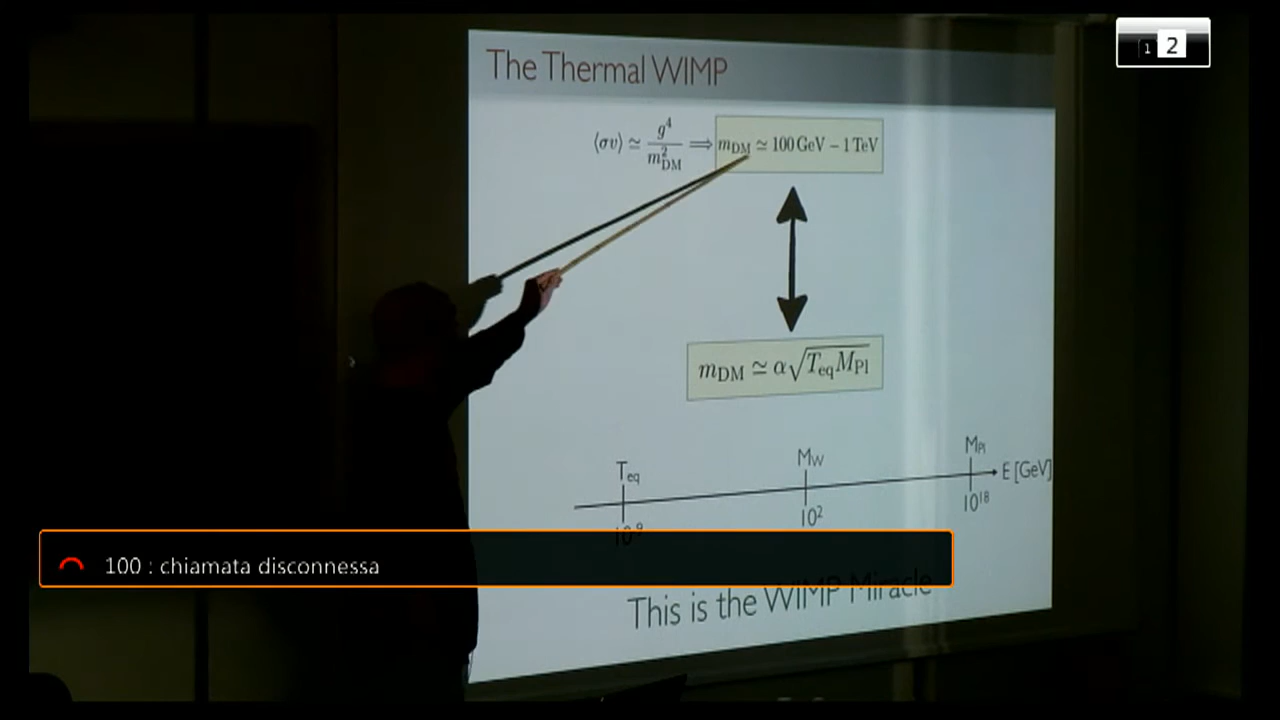 1 2
The Thermal WIMP
⟨σv⟩ ≃ g⁴/m²_DM ⟹ m_DM ≃ 100 GeV – 1 TeV
m_DM ≃ α√(T_eq M_Pl)
T_eq M_W M_Pl
E [GeV]
10⁻⁹ 10² 10¹⁸
100 : chiamata disconnessa
This is the WIMP Miracle